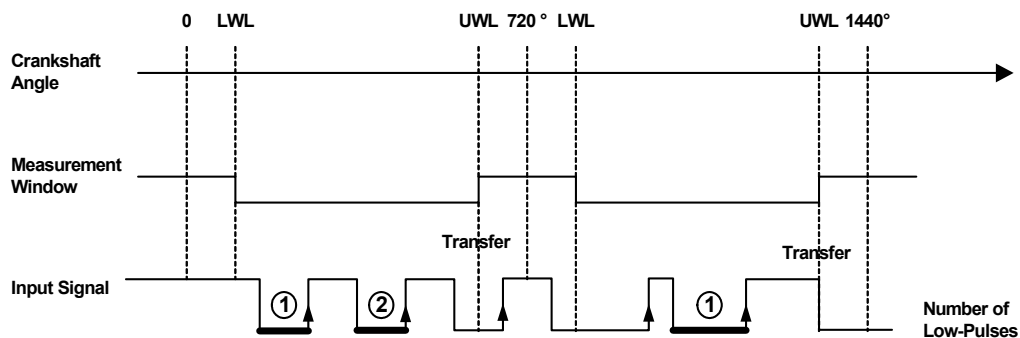 0 LWL UWL 720 ° LWL UWL 1440°
Crankshaft
Angle
Measurement
Window
Transfer Transfer
Input Signal
1 2 1
Number of
Low-Pulses